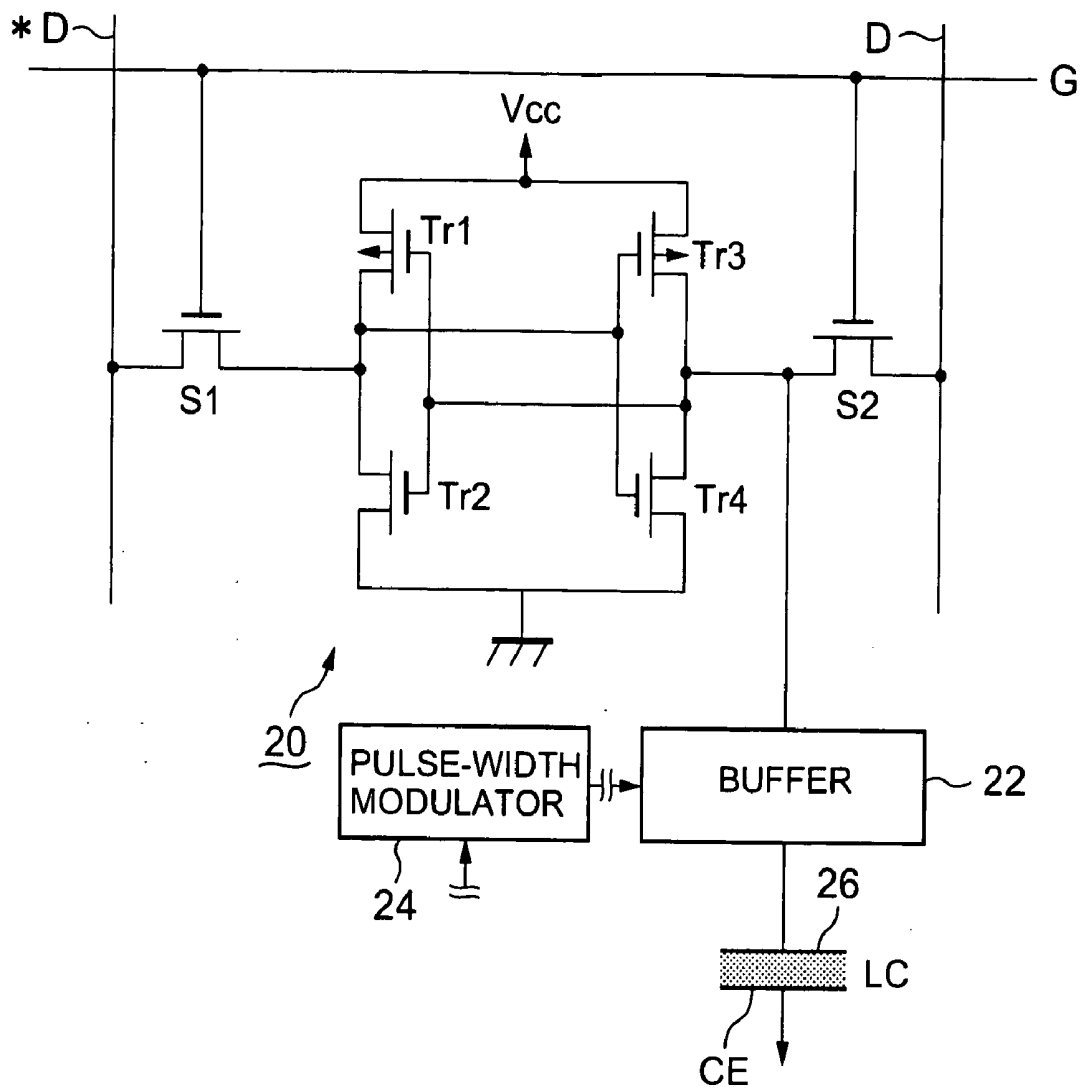 *D
D
G
Vcc
Tr1
Tr3
S1
S2
Tr2
Tr4
20
PULSE-WIDTH
MODULATOR
BUFFER
22
24
26
LC
CE